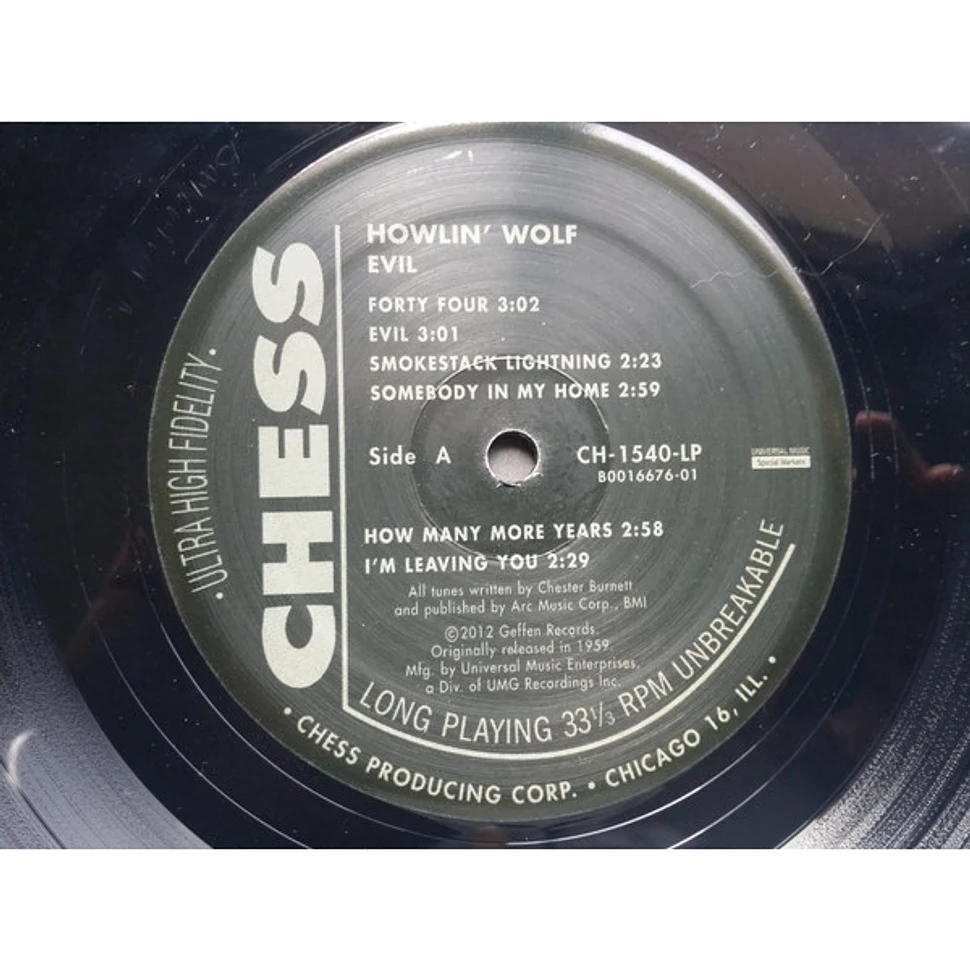 HOWLIN' WOLF
EVIL
FORTY FOUR 3:02
EVIL 3:01
SMOKESTACK LIGHTNING 2:23
SOMEBODY IN MY HOME 2:59
Side A
CH-1540-LP
B0016676-01
UNIVERSAL MUSIC
Special Markets
HOW MANY MORE YEARS 2:58
I'M LEAVING YOU 2:29
All tunes written by Chester Burnett
and published by Arc Music Corp., BMI
©2012 Geffen Records.
Originally released in 1959.
Mfg. by Universal Music Enterprises,
a Div. of UMG Recordings Inc.
LONG PLAYING 33⅓ RPM UNBREAKABLE
CHESS
• ULTRA HIGH FIDELITY •
• CHESS PRODUCING CORP. • CHICAGO 16, ILL. •